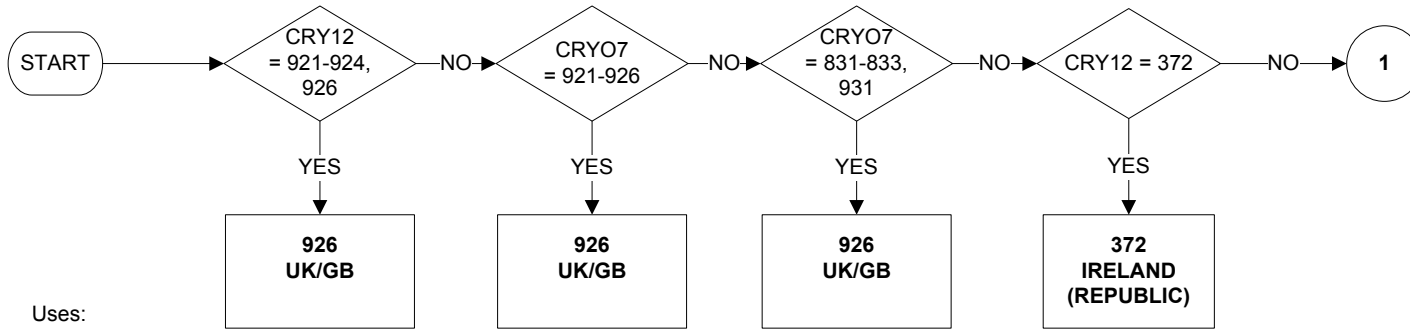 START
CRY12
= 921-924,
926
NO
CRYO7
= 921-926
NO
CRYO7
= 831-833,
931
NO
CRY12 = 372
NO
1
YES
YES
YES
YES
926
UK/GB
926
UK/GB
926
UK/GB
372
IRELAND
(REPUBLIC)
Uses: